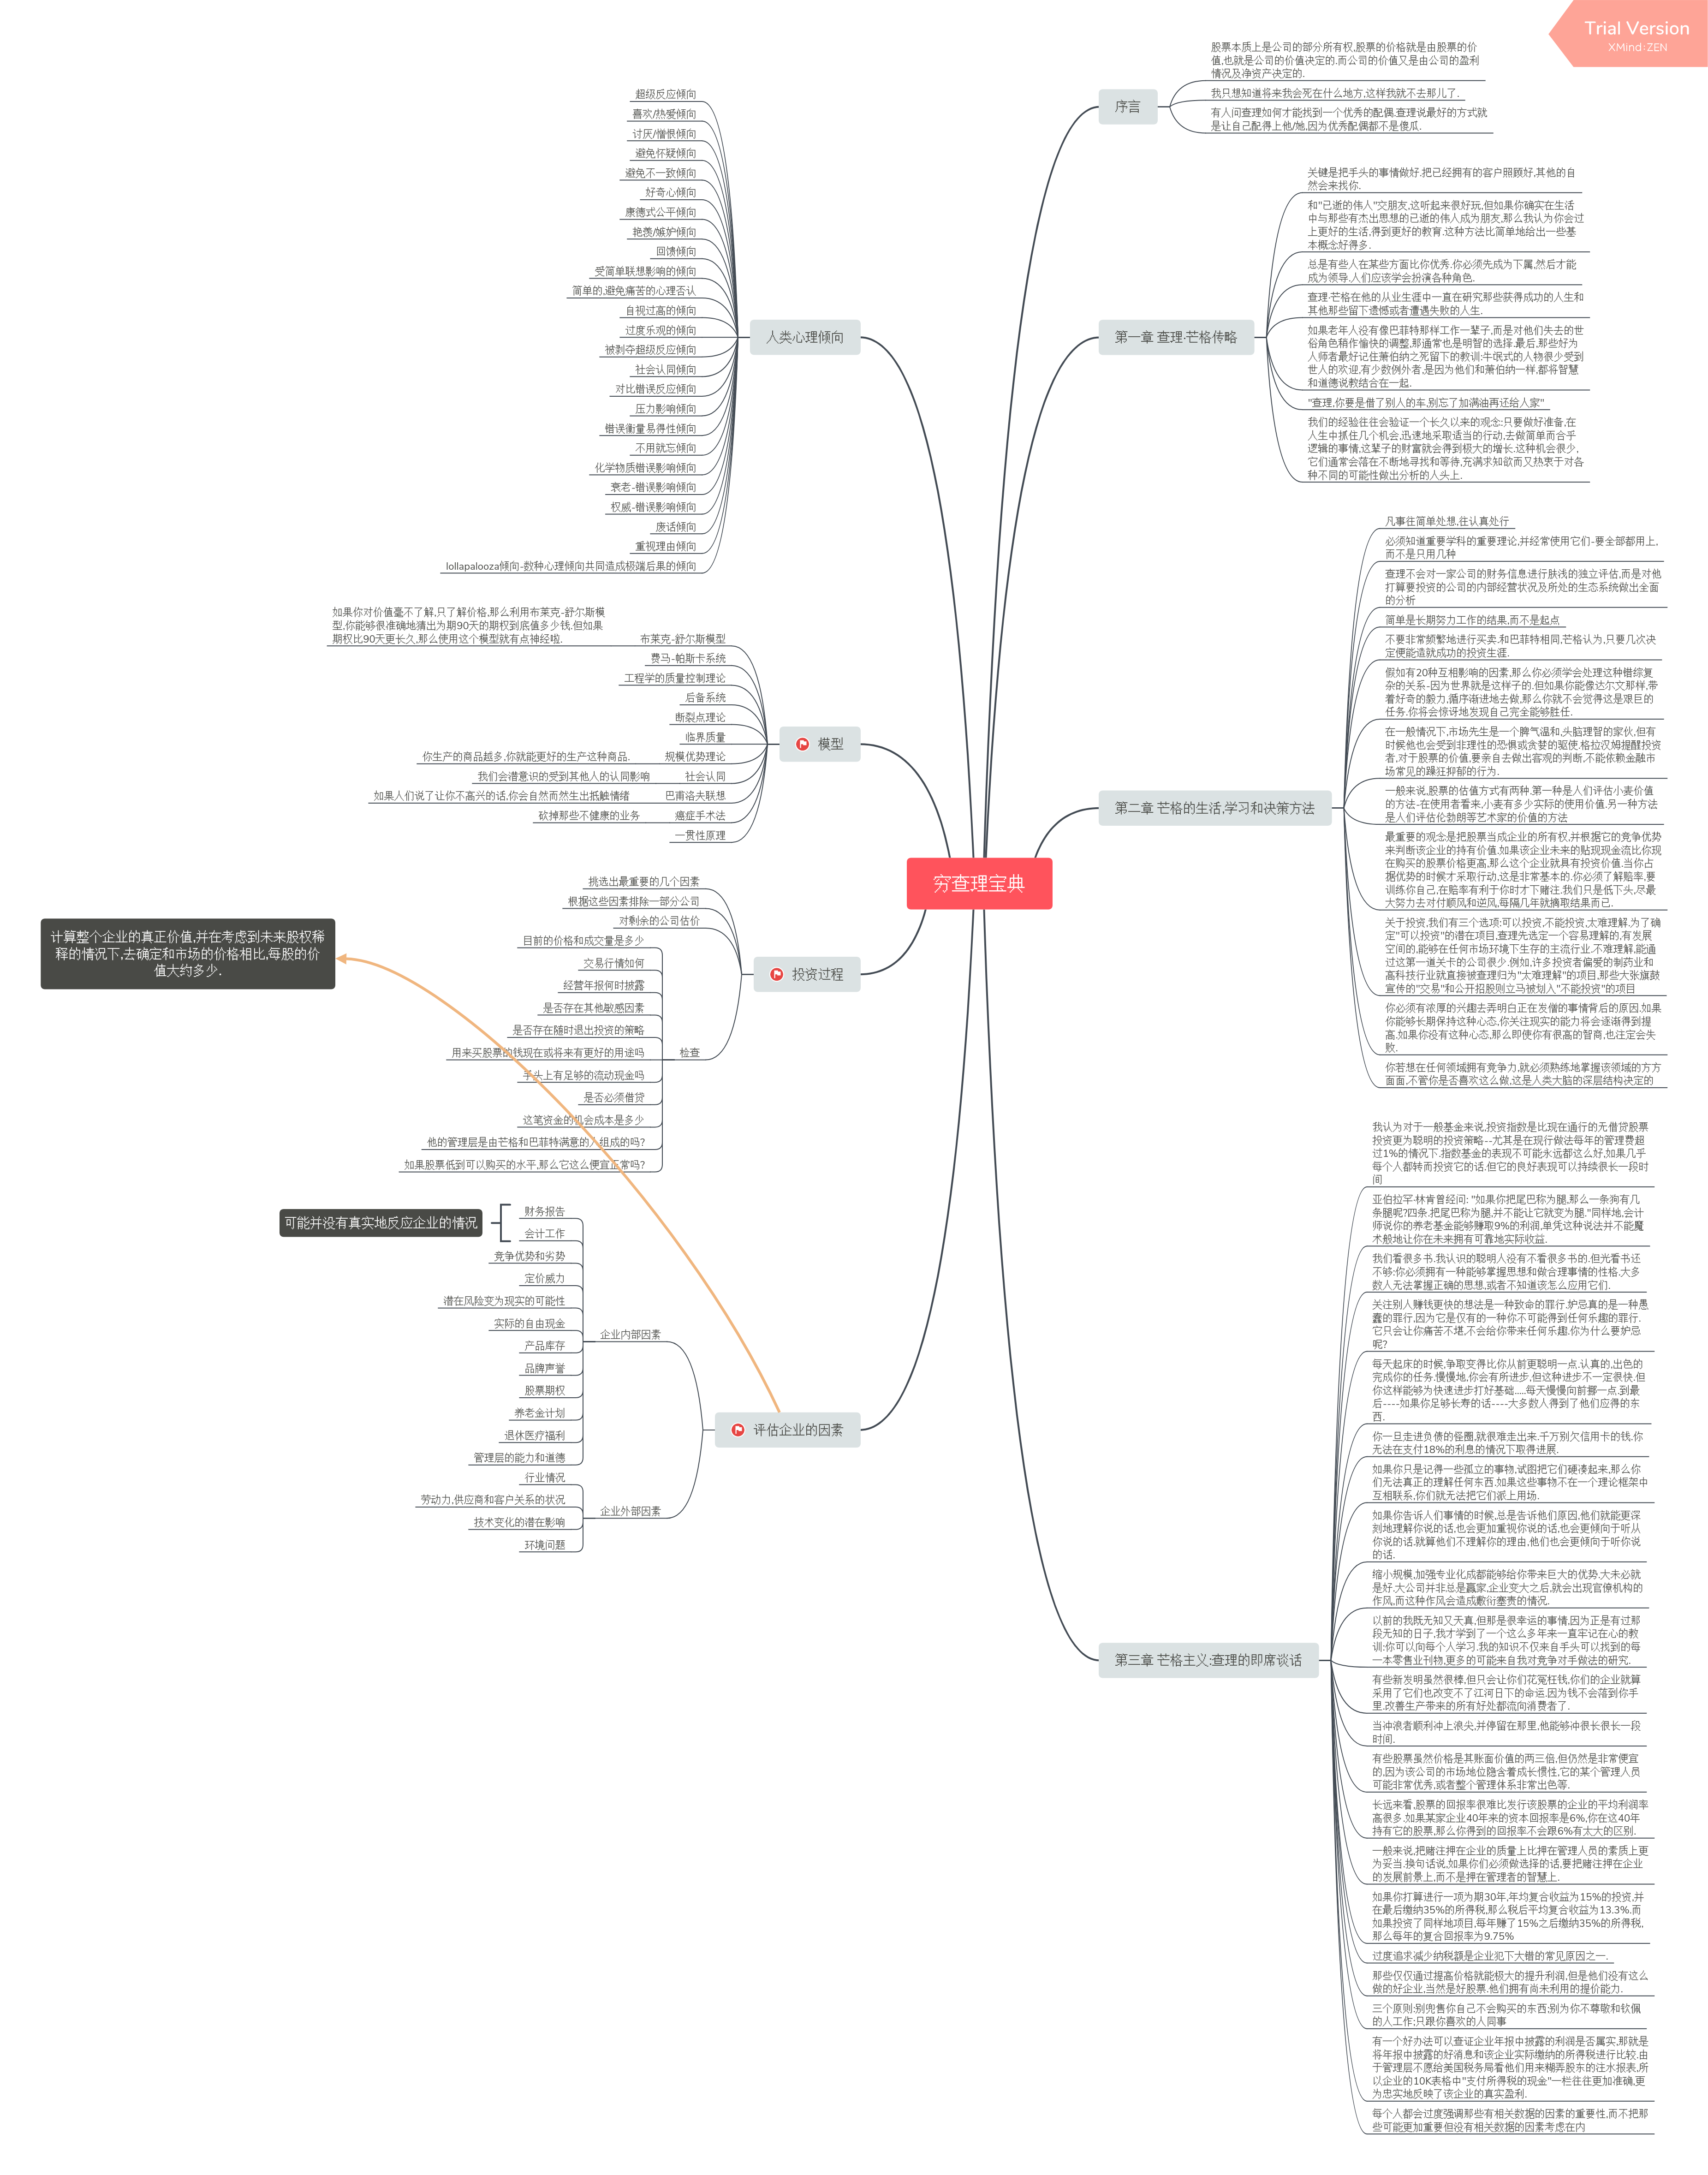 Trial Version
XMind:ZEN
穷查理宝典
序言
股票本质上是公司的部分所有权,股票的价格就是由股票的价
值,也就是公司的价值决定的.而公司的价值又是由公司的盈利
情况及净资产决定的.
我只想知道将来我会死在什么地方,这样我就不去那儿了.
有人问查理如何才能找到一个优秀的配偶.查理说最好的方式就
是让自己配得上他/她,因为优秀配偶都不是傻瓜.
第一章 查理·芒格传略
关键是把手头的事情做好.把已经拥有的客户照顾好,其他的自
然会来找你.
和"已逝的伟人"交朋友,这听起来很好玩,但如果你确实在生活
中与那些有杰出思想的已逝的伟人成为朋友,那么我认为你会过
上更好的生活,得到更好的教育.这种方法比简单地给出一些基
本概念好得多.
总是有些人在某些方面比你优秀.你必须先成为下属,然后才能
成为领导.人们应该学会扮演各种角色.
查理·芒格在他的从业生涯中一直在研究那些获得成功的人生和
其他那些留下遗憾或者遭遇失败的人生.
如果老年人没有像巴菲特那样工作一辈子,而是对他们失去的世
俗角色稍作愉快的调整,那通常也是明智的选择.最后,那些好为
人师者最好记住萧伯纳之死留下的教训:牛氓式的人物很少受到
世人的欢迎,有少数例外者,是因为他们和萧伯纳一样,都将智慧
和道德说教结合在一起.
"查理,你要是借了别人的车,别忘了加满油再还给人家"
我们的经验往往会验证一个长久以来的观念:只要做好准备,在
人生中抓住几个机会,迅速地采取适当的行动,去做简单而合乎
逻辑的事情,这辈子的财富就会得到极大的增长.这种机会很少,
它们通常会落在不断地寻找和等待,充满求知欲而又热衷于对各
种不同的可能性做出分析的人头上.
第二章 芒格的生活,学习和决策方法
凡事往简单处想,往认真处行
必须知道重要学科的重要理论,并经常使用它们-要全部都用上,
而不是只用几种
查理不会对一家公司的财务信息进行肤浅的独立评估,而是对他
打算要投资的公司的内部经营状况及所处的生态系统做出全面
的分析
简单是长期努力工作的结果,而不是起点
不要非常频繁地进行买卖.和巴菲特相同,芒格认为,只要几次决
定便能造就成功的投资生涯.
假如有20种互相影响的因素,那么你必须学会处理这种错综复
杂的关系-因为世界就是这样子的.但如果你能像达尔文那样,带
着好奇的毅力,循序渐进地去做,那么你就不会觉得这是艰巨的
任务.你将会惊讶地发现自己完全能够胜任.
在一般情况下,市场先生是一个脾气温和,头脑理智的家伙,但有
时候他也会受到非理性的恐惧或贪婪的驱使.格拉汉姆提醒投资
者,对于股票的价值,要亲自去做出客观的判断,不能依赖金融市
场常见的躁狂抑郁的行为.
一般来说,股票的估值方式有两种.第一种是人们评估小麦价值
的方法-在使用者看来,小麦有多少实际的使用价值.另一种方法
是人们评估伦勃朗等艺术家的价值的方法
最重要的观念是把股票当成企业的所有权,并根据它的竞争优势
来判断该企业的持有价值.如果该企业未来的贴现现金流比你现
在购买的股票价格更高,那么这个企业就具有投资价值.当你占
据优势的时候才采取行动,这是非常基本的.你必须了解赔率,要
训练你自己,在赔率有利于你时才下赌注.我们只是低下头,尽最
大努力去对付顺风和逆风,每隔几年就摘取结果而已.
关于投资,我们有三个选项:可以投资,不能投资,太难理解.为了确
定"可以投资"的潜在项目,查理先选定一个容易理解的,有发展
空间的,能够在任何市场环境下生存的主流行业.不难理解,能通
过这第一道关卡的公司很少.例如,许多投资者偏爱的制药业和
高科技行业就直接被查理归为"太难理解"的项目,那些大张旗鼓
宣传的"交易"和公开招股则立马被划入"不能投资"的项目
你必须有浓厚的兴趣去弄明白正在发僧的事情背后的原因.如果
你能够长期保持这种心态,你关注现实的能力将会逐渐得到提
高.如果你没有这种心态,那么即使你有很高的智商,也注定会失
败.
你若想在任何领域拥有竞争力,就必须熟练地掌握该领域的方方
面面,不管你是否喜欢这么做.这是人类大脑的深层结构决定的
第三章 芒格主义:查理的即席谈话
我认为对于一般基金来说,投资指数是比现在通行的无借贷股票
投资更为聪明的投资策略--尤其是在现行做法每年的管理费超
过1%的情况下.指数基金的表现不可能永远都这么好,如果几乎
每个人都转而投资它的话.但它的良好表现可以持续很长一段时
间
亚伯拉罕·林肯曾经问: "如果你把尾巴称为腿,那么一条狗有几
条腿呢?四条.把尾巴称为腿,并不能让它就变为腿."同样地,会计
师说你的养老基金能够赚取9%的利润,单凭这种说法并不能魔
术般地让你在未来拥有可靠地实际收益.
我们看很多书.我认识的聪明人没有不看很多书的.但光看书还
不够:你必须拥有一种能够掌握思想和做合理事情的性格,大多
数人无法掌握正确的思想,或者不知道该怎么应用它们.
关注别人赚钱更快的想法是一种致命的罪行.妒忌真的是一种愚
蠢的罪行,因为它是仅有的一种你不可能得到任何乐趣的罪行.
它只会让你痛苦不堪,不会给你带来任何乐趣.你为什么要妒忌
呢?
每天起床的时候,争取变得比你从前更聪明一点.认真的,出色的
完成你的任务.慢慢地,你会有所进步,但这种进步不一定很快.但
你这样能够为快速进步打好基础.....每天慢慢向前挪一点.到最
后----如果你足够长寿的话----大多数人得到了他们应得的东
西.
你一旦走进负债的怪圈,就很难走出来.千万别欠信用卡的钱.你
无法在支付18%的利息的情况下取得进展.
如果你只是记得一些孤立的事物,试图把它们硬凑起来,那么你
们无法真正的理解任何东西.如果这些事物不在一个理论框架中
互相联系,你们就无法把它们派上用场.
如果你告诉人们事情的时候,总是告诉他们原因,他们就能更深
刻地理解你说的话,也会更加重视你说的话,也会更倾向于听从
你说的话.就算他们不理解你的理由,他们也会更倾向于听你说
的话.
缩小规模,加强专业化成都能够给你带来巨大的优势.大未必就
是好.大公司并非总是赢家,企业变大之后,就会出现官僚机构的
作风,而这种作风会造成敷衍塞责的情况.
以前的我既无知又天真,但那是很幸运的事情,因为正是有过那
段无知的日子,我才学到了一个这么多年来一直牢记在心的教
训:你可以向每个人学习.我的知识不仅来自手头可以找到的每
一本零售业刊物,更多的可能来自我对竞争对手做法的研究.
有些新发明虽然很棒,但只会让你们花冤枉钱,你们的企业就算
采用了它们也改变不了江河日下的命运.因为钱不会落到你手
里.改善生产带来的所有好处都流向消费者了.
当冲浪者顺利冲上浪尖,并停留在那里,他能够冲很长很长一段
时间.
有些股票虽然价格是其账面价值的两三倍,但仍然是非常便宜
的,因为该公司的市场地位隐含着成长惯性,它的某个管理人员
可能非常优秀,或者整个管理体系非常出色等.
长远来看,股票的回报率很难比发行该股票的企业的平均利润率
高很多.如果某家企业40年来的资本回报率是6%,你在这40年
持有它的股票,那么你得到的回报率不会跟6%有太大的区别.
一般来说,把赌注押在企业的质量上比押在管理人员的素质上更
为妥当.换句话说,如果你们必须做选择的话,要把赌注押在企业
的发展前景上,而不是押在管理者的智慧上.
如果你打算进行一项为期30年,年均复合收益为15%的投资,并
在最后缴纳35%的所得税,那么税后平均复合收益为13.3%.而
如果投资了同样地项目,每年赚了15%之后缴纳35%的所得税,
那么每年的复合回报率为9.75%
过度追求减少纳税额是企业犯下大错的常见原因之一.
那些仅仅通过提高价格就能极大的提升利润,但是他们没有这么
做的好企业,当然是好股票.他们拥有尚未利用的提价能力.
三个原则:别兜售你自己不会购买的东西;别为你不尊敬和钦佩
的人工作;只跟你喜欢的人同事
有一个好办法可以查证企业年报中披露的利润是否属实,那就是
将年报中披露的好消息和该企业实际缴纳的所得税进行比较.由
于管理层不愿给美国税务局看他们用来糊弄股东的注水报表,所
以企业的10K表格中"支付所得税的现金"一栏往往更加准确,更
为忠实地反映了该企业的真实盈利.
每个人都会过度强调那些有相关数据的因素的重要性,而不把那
些可能更加重要但没有相关数据的因素考虑在内
人类心理倾向
超级反应倾向
喜欢/热爱倾向
讨厌/憎恨倾向
避免怀疑倾向
避免不一致倾向
好奇心倾向
康德式公平倾向
艳羡/嫉妒倾向
回馈倾向
受简单联想影响的倾向
简单的,避免痛苦的心理否认
自视过高的倾向
过度乐观的倾向
被剥夺超级反应倾向
社会认同倾向
对比错误反应倾向
压力影响倾向
错误衡量易得性倾向
不用就忘倾向
化学物质错误影响倾向
衰老-错误影响倾向
权威-错误影响倾向
废话倾向
重视理由倾向
lollapalooza倾向-数种心理倾向共同造成极端后果的倾向
模型
布莱克-舒尔斯模型
如果你对价值毫不了解,只了解价格,那么利用布莱克-舒尔斯模
型,你能够很准确地猜出为期90天的期权到底值多少钱.但如果
期权比90天更长久,那么使用这个模型就有点神经啦.
费马-帕斯卡系统
工程学的质量控制理论
后备系统
断裂点理论
临界质量
规模优势理论
你生产的商品越多,你就能更好的生产这种商品.
社会认同
我们会潜意识的受到其他人的认同影响
巴甫洛夫联想
如果人们说了让你不高兴的话,你会自然而然生出抵触情绪
癌症手术法
砍掉那些不健康的业务
一贯性原理
投资过程
挑选出最重要的几个因素
根据这些因素排除一部分公司
对剩余的公司估价
检查
目前的价格和成交量是多少
交易行情如何
经营年报何时披露
是否存在其他敏感因素
是否存在随时退出投资的策略
用来买股票的钱现在或将来有更好的用途吗
手头上有足够的流动现金吗
是否必须借贷
这笔资金的机会成本是多少
他的管理层是由芒格和巴菲特满意的人组成的吗?
如果股票低到可以购买的水平,那么它这么便宜正常吗?
计算整个企业的真正价值,并在考虑到未来股权稀
释的情况下,去确定和市场的价格相比,每股的价
值大约多少.
评估企业的因素
企业内部因素
财务报告
会计工作
可能并没有真实地反应企业的情况
竞争优势和劣势
定价威力
潜在风险变为现实的可能性
实际的自由现金
产品库存
品牌声誉
股票期权
养老金计划
退休医疗福利
管理层的能力和道德
企业外部因素
行业情况
劳动力,供应商和客户关系的状况
技术变化的潜在影响
环境问题